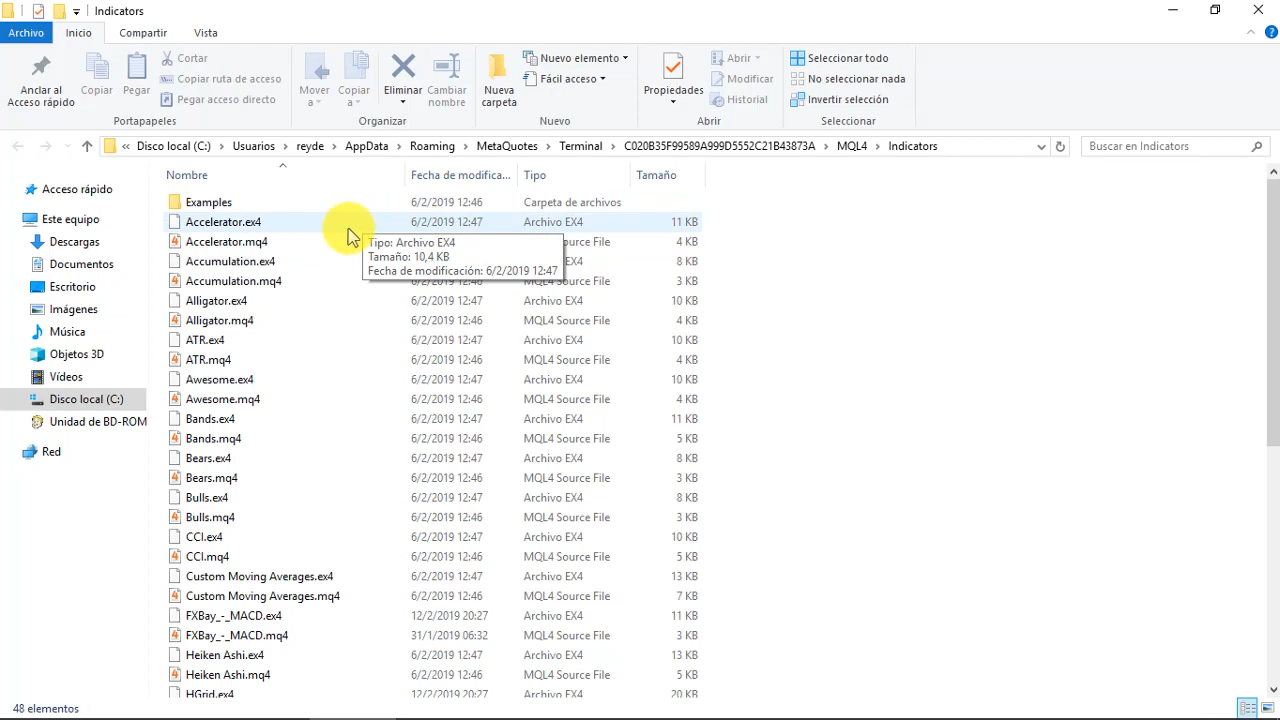 Indicators
Archivo Inicio Compartir Vista
Anclar al Acceso rápido
Copiar
Pegar
Cortar
Copiar ruta de acceso
Pegar acceso directo
Portapapeles
Mover a
Copiar a
Eliminar
Cambiar nombre
Organizar
Nueva carpeta
Nuevo elemento
Fácil acceso
Nuevo
Propiedades
Abrir
Modificar
Historial
Abrir
Seleccionar todo
No seleccionar nada
Invertir selección
Seleccionar
« Disco local (C:) > Usuarios > reyde > AppData > Roaming > MetaQuotes > Terminal > C020B35F99589A999D5552C21B43873A > MQL4 > Indicators
Buscar en Indicators
Acceso rápido
Este equipo
Descargas
Documentos
Escritorio
Imágenes
Música
Objetos 3D
Vídeos
Disco local (C:)
Unidad de BD-ROM
Red
Nombre Fecha de modifica... Tipo Tamaño
Examples 6/2/2019 12:46 Carpeta de archivos
Accelerator.ex4 6/2/2019 12:47 Archivo EX4 11 KB
Accelerator.mq4 ource File 4 KB
Accumulation.ex4 3 KB
Accumulation.mq4 6/2/2019 12:46 MQL4 Source File 3 KB
Tipo: Archivo EX4
Tamaño: 10,4 KB
Fecha de modificación: 6/2/2019 12:47
Alligator.ex4 6/2/2019 12:47 Archivo EX4 10 KB
Alligator.mq4 6/2/2019 12:46 MQL4 Source File 4 KB
ATR.ex4 6/2/2019 12:47 Archivo EX4 10 KB
ATR.mq4 6/2/2019 12:46 MQL4 Source File 4 KB
Awesome.ex4 6/2/2019 12:47 Archivo EX4 10 KB
Awesome.mq4 6/2/2019 12:46 MQL4 Source File 4 KB
Bands.ex4 6/2/2019 12:47 Archivo EX4 11 KB
Bands.mq4 6/2/2019 12:46 MQL4 Source File 5 KB
Bears.ex4 6/2/2019 12:47 Archivo EX4 8 KB
Bears.mq4 6/2/2019 12:46 MQL4 Source File 3 KB
Bulls.ex4 6/2/2019 12:47 Archivo EX4 8 KB
Bulls.mq4 6/2/2019 12:46 MQL4 Source File 3 KB
CCI.ex4 6/2/2019 12:47 Archivo EX4 10 KB
CCI.mq4 6/2/2019 12:46 MQL4 Source File 5 KB
Custom Moving Averages.ex4 6/2/2019 12:47 Archivo EX4 13 KB
Custom Moving Averages.mq4 6/2/2019 12:46 MQL4 Source File 7 KB
FXBay_-_MACD.ex4 12/2/2019 20:27 Archivo EX4 11 KB
FXBay_-_MACD.mq4 31/1/2019 06:32 MQL4 Source File 3 KB
Heiken Ashi.ex4 6/2/2019 12:47 Archivo EX4 13 KB
Heiken Ashi.mq4 6/2/2019 12:46 MQL4 Source File 5 KB
HGrid.ex4 12/2/2019 20:27 Archivo EX4 20 KB
48 elementos